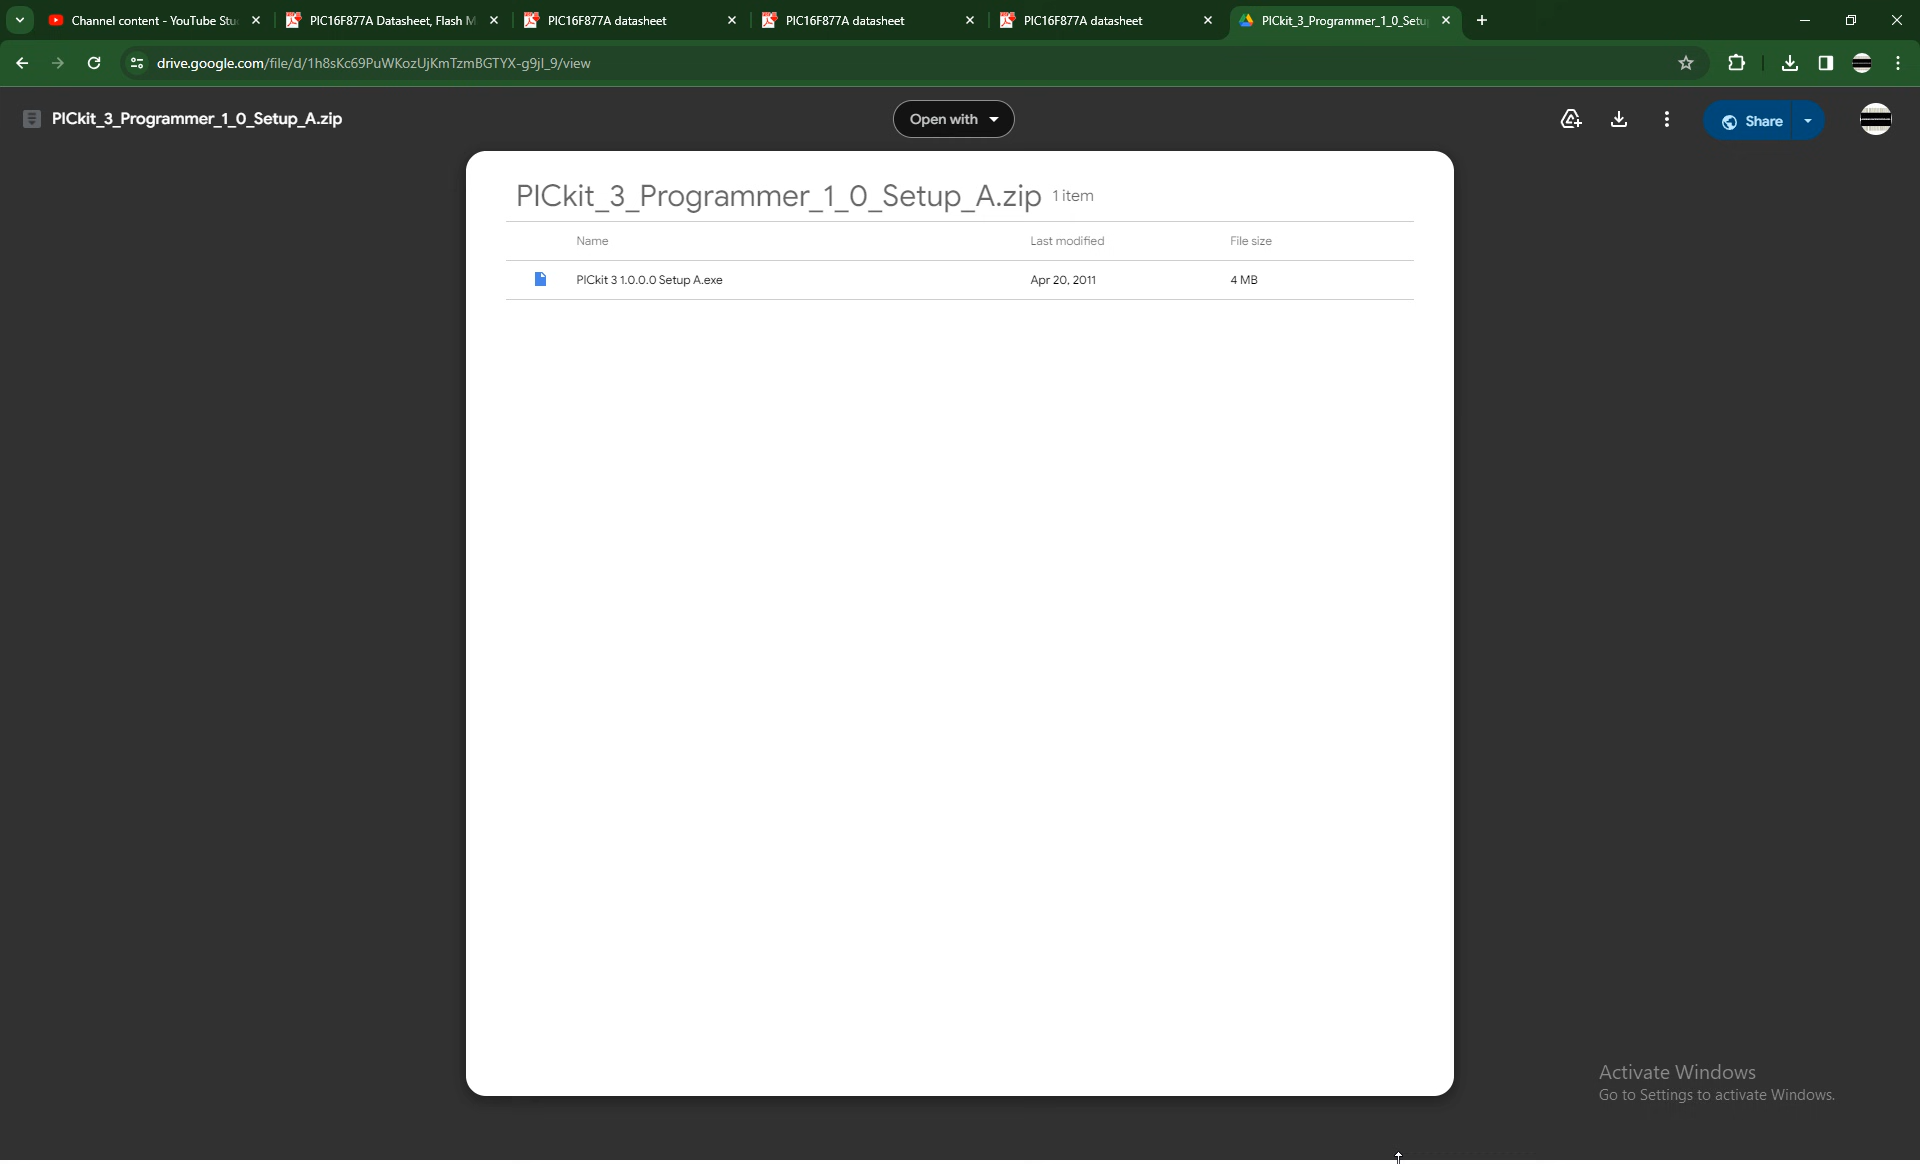 Channel content - YouTube Stu
PIC16F877A Datasheet, Flash M
PIC16F877A datasheet
PIC16F877A datasheet
PIC16F877A datasheet
PICkit_3_Programmer_1_0_Setu
drive.google.com/file/d/1h8sKc69PuWKozUjKmTzmBGTYX-g9jl_9/view
PICkit_3_Programmer_1_0_Setup_A.zip
Open with
Share
PICkit_3_Programmer_1_0_Setup_A.zip 1 item
Name Last modified File size
PICkit 3 1.0.0.0 Setup A.exe Apr 20, 2011 4 MB
Activate Windows
Go to Settings to activate Windows.